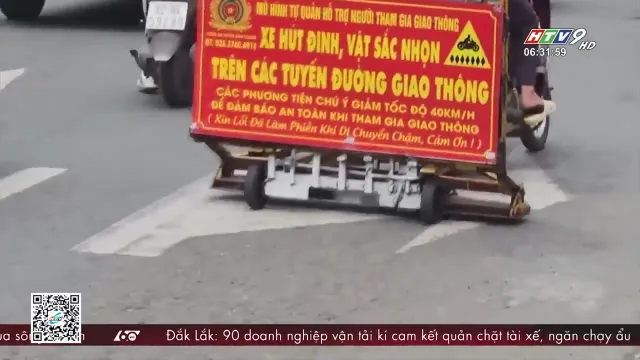 MÔ HÌNH TỰ QUẢN HỖ TRỢ NGƯỜI THAM GIA GIAO THÔNG
XE HÚT ĐINH, VẬT SẮC NHỌN
TRÊN CÁC TUYẾN ĐƯỜNG GIAO THÔNG
CÁC PHƯƠNG TIỆN CHÚ Ý GIẢM TỐC ĐỘ 40KM/H
ĐỂ ĐẢM BẢO AN TOÀN KHI THAM GIA GIAO THÔNG
( Xin Lỗi Đã Làm Phiền Khi Di Chuyển Chậm, Cảm Ơn ! )
HTV9 HD
06:31:59
60
Đắk Lắk: 90 doanh nghiệp vận tải kí cam kết quản chặt tài xế, ngăn chạy ẩu